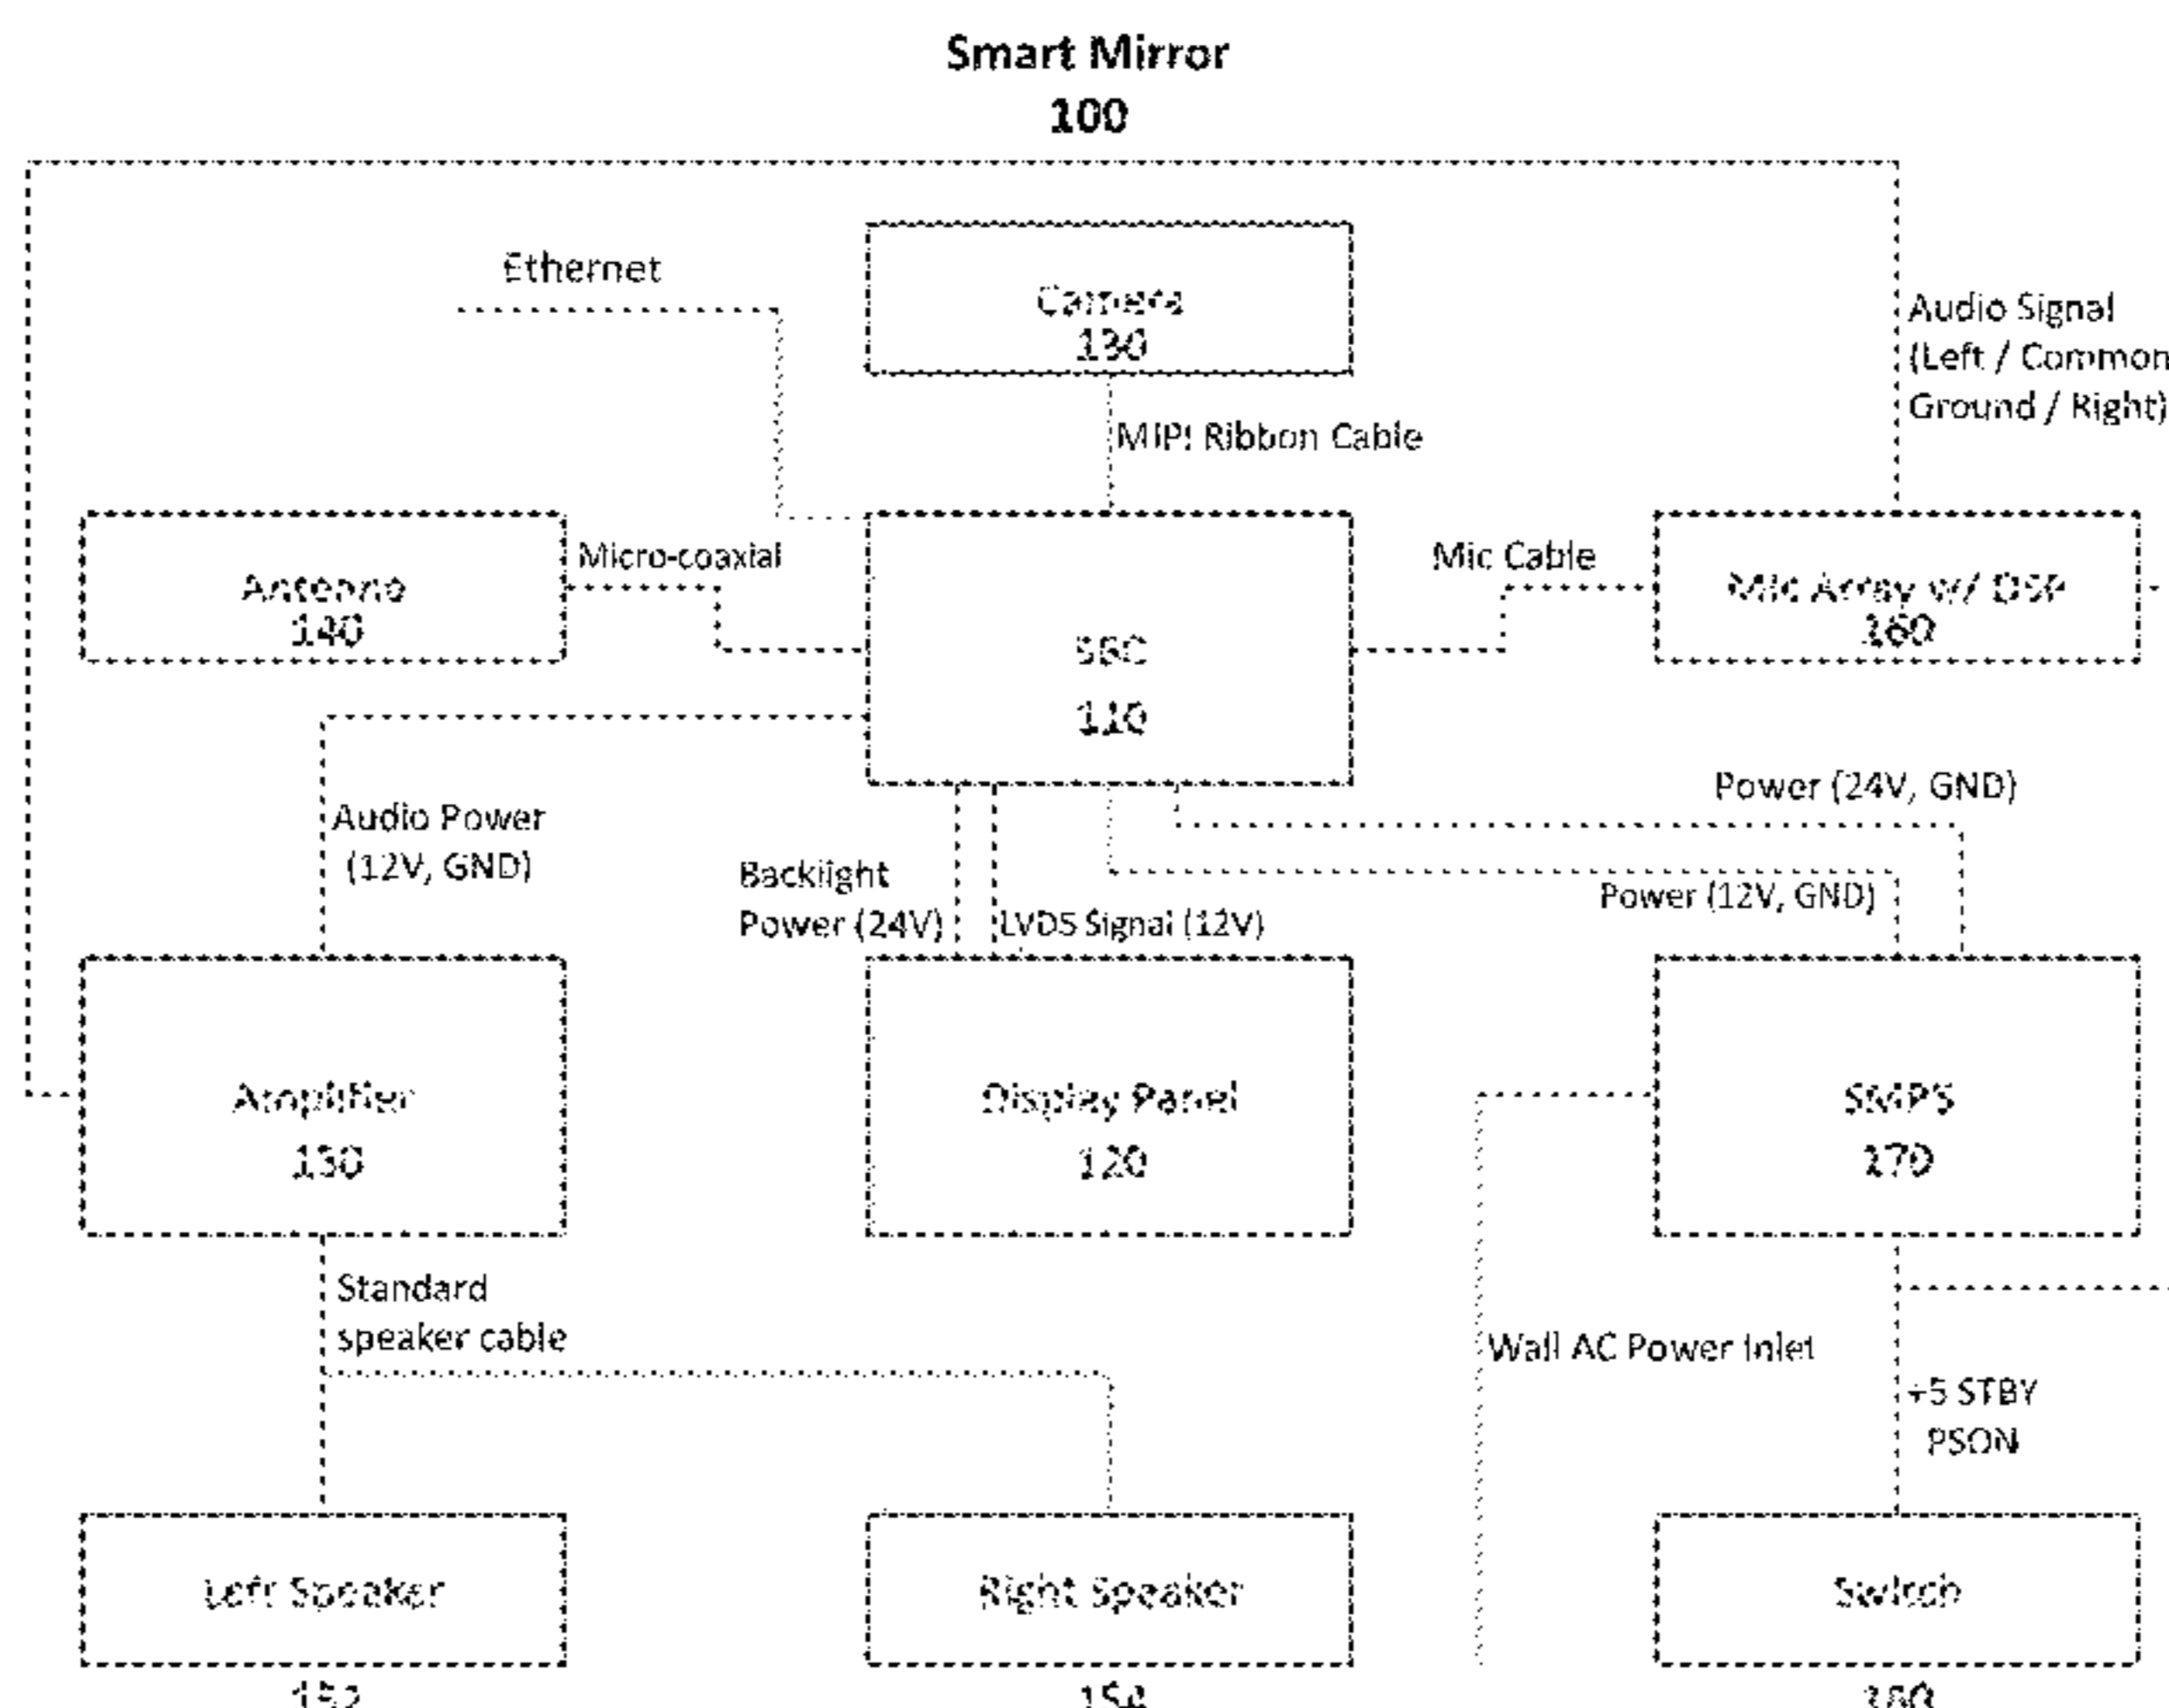 Smart Mirror
100
Ethernet
Camera
130
Audio Signal
(Left / Common
Ground / Right)
MIPI Ribbon Cable
Micro-coaxial
Mic Cable
Antenna
140
SBC
110
Mic Array w/ DSP
160
Power (24V, GND)
Audio Power
(12V, GND)
Backlight
Power (24V)
LVDS Signal (12V)
Power (12V, GND)
Amplifier
150
Display Panel
120
SMPS
170
Standard
speaker cable
Wall AC Power Inlet
+5 STBY
PSON
Left Speaker
Right Speaker
Switch
152
154
180